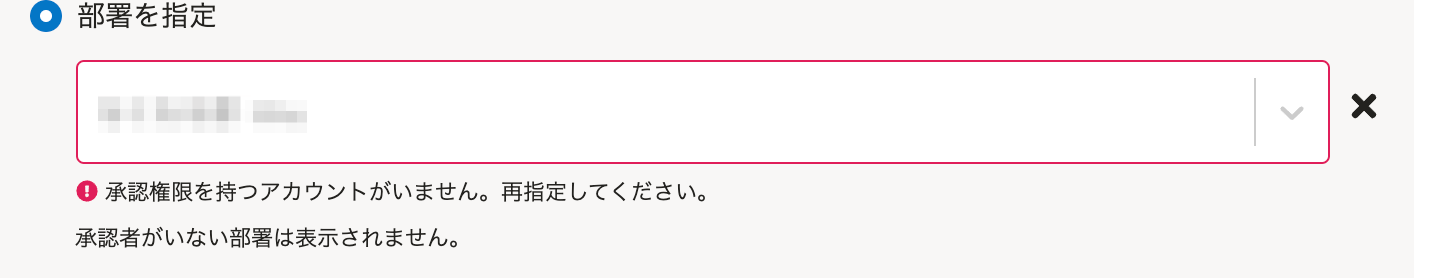 部署を指定
承認権限を持つアカウントがいません。再指定してください。
承認者がいない部署は表示されません。